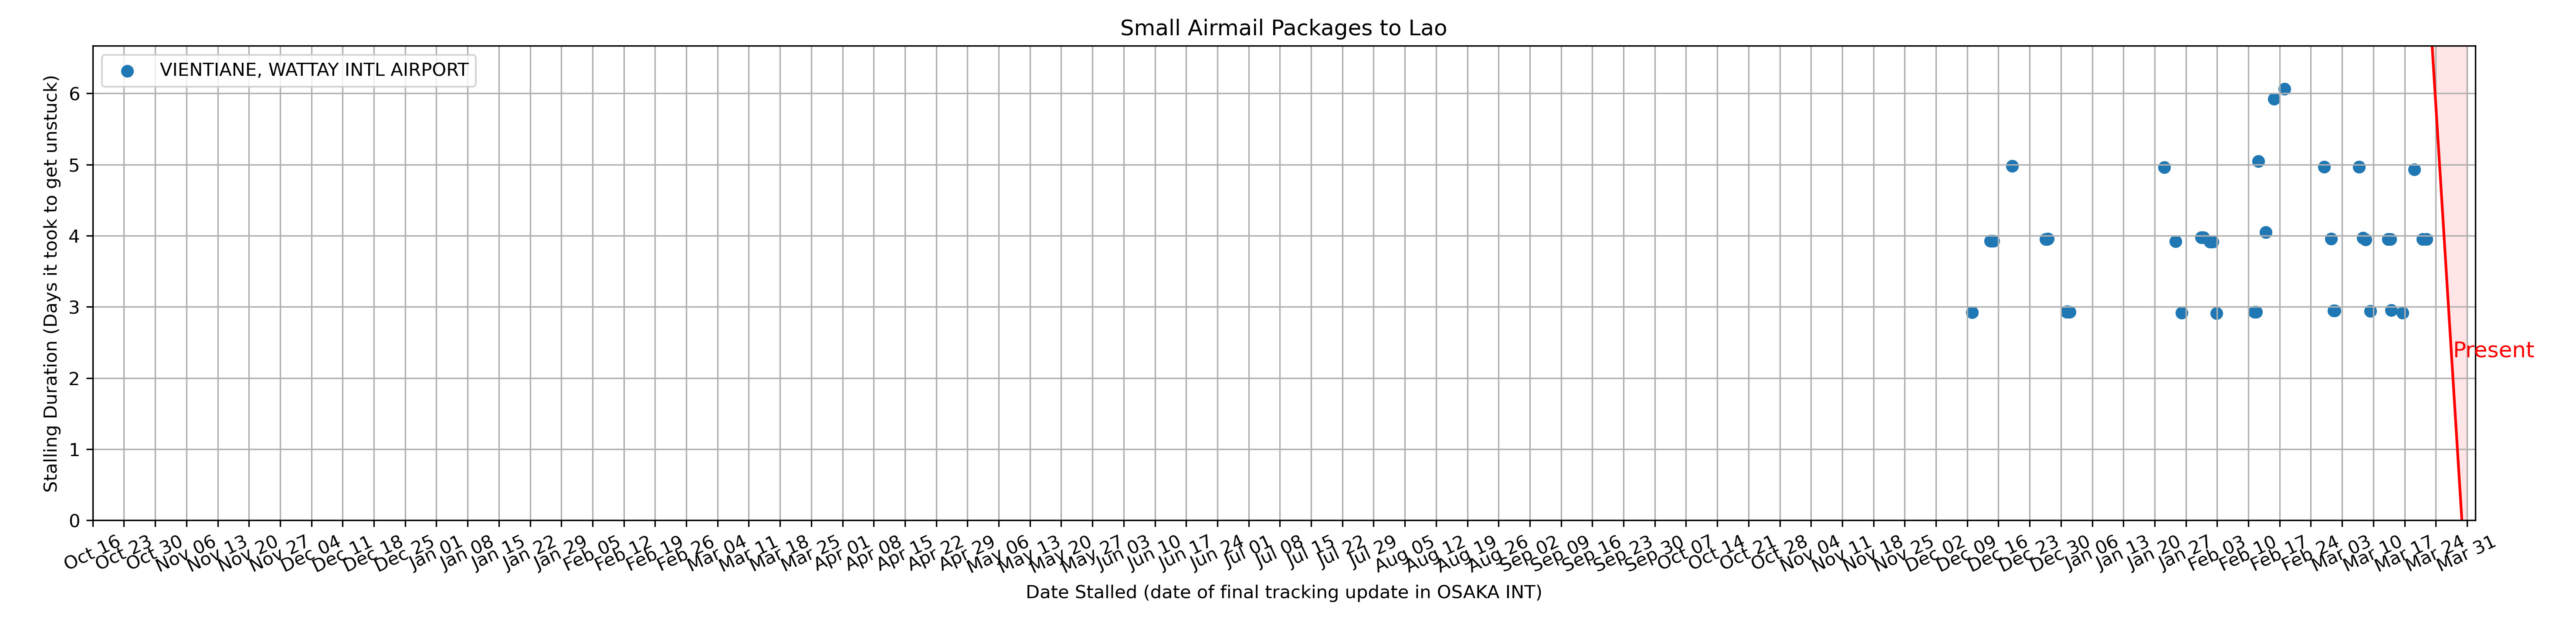 Small Airmail Packages to Lao
VIENTIANE, WATTAY INTL AIRPORT
Stalling Duration (Days it took to get unstuck)
6
5
4
3
2
1
0
Present
Oct 16 Oct 23 Oct 30 Nov 06 Nov 13 Nov 20 Nov 27 Dec 04 Dec 11 Dec 18 Dec 25 Jan 01 Jan 08 Jan 15 Jan 22 Jan 29 Feb 05 Feb 12 Feb 19 Feb 26 Mar 04 Mar 11 Mar 18 Mar 25 Apr 01 Apr 08 Apr 15 Apr 22 Apr 29 May 06 May 13 May 20 May 27 Jun 03 Jun 10 Jun 17 Jun 24 Jul 01 Jul 08 Jul 15 Jul 22 Jul 29 Aug 05 Aug 12 Aug 19 Aug 26 Sep 02 Sep 09 Sep 16 Sep 23 Sep 30 Oct 07 Oct 14 Oct 21 Oct 28 Nov 04 Nov 11 Nov 18 Nov 25 Dec 02 Dec 09 Dec 16 Dec 23 Dec 30 Jan 06 Jan 13 Jan 20 Jan 27 Feb 03 Feb 10 Feb 17 Feb 24 Mar 03 Mar 10 Mar 17 Mar 24 Mar 31
Date Stalled (date of final tracking update in OSAKA INT)